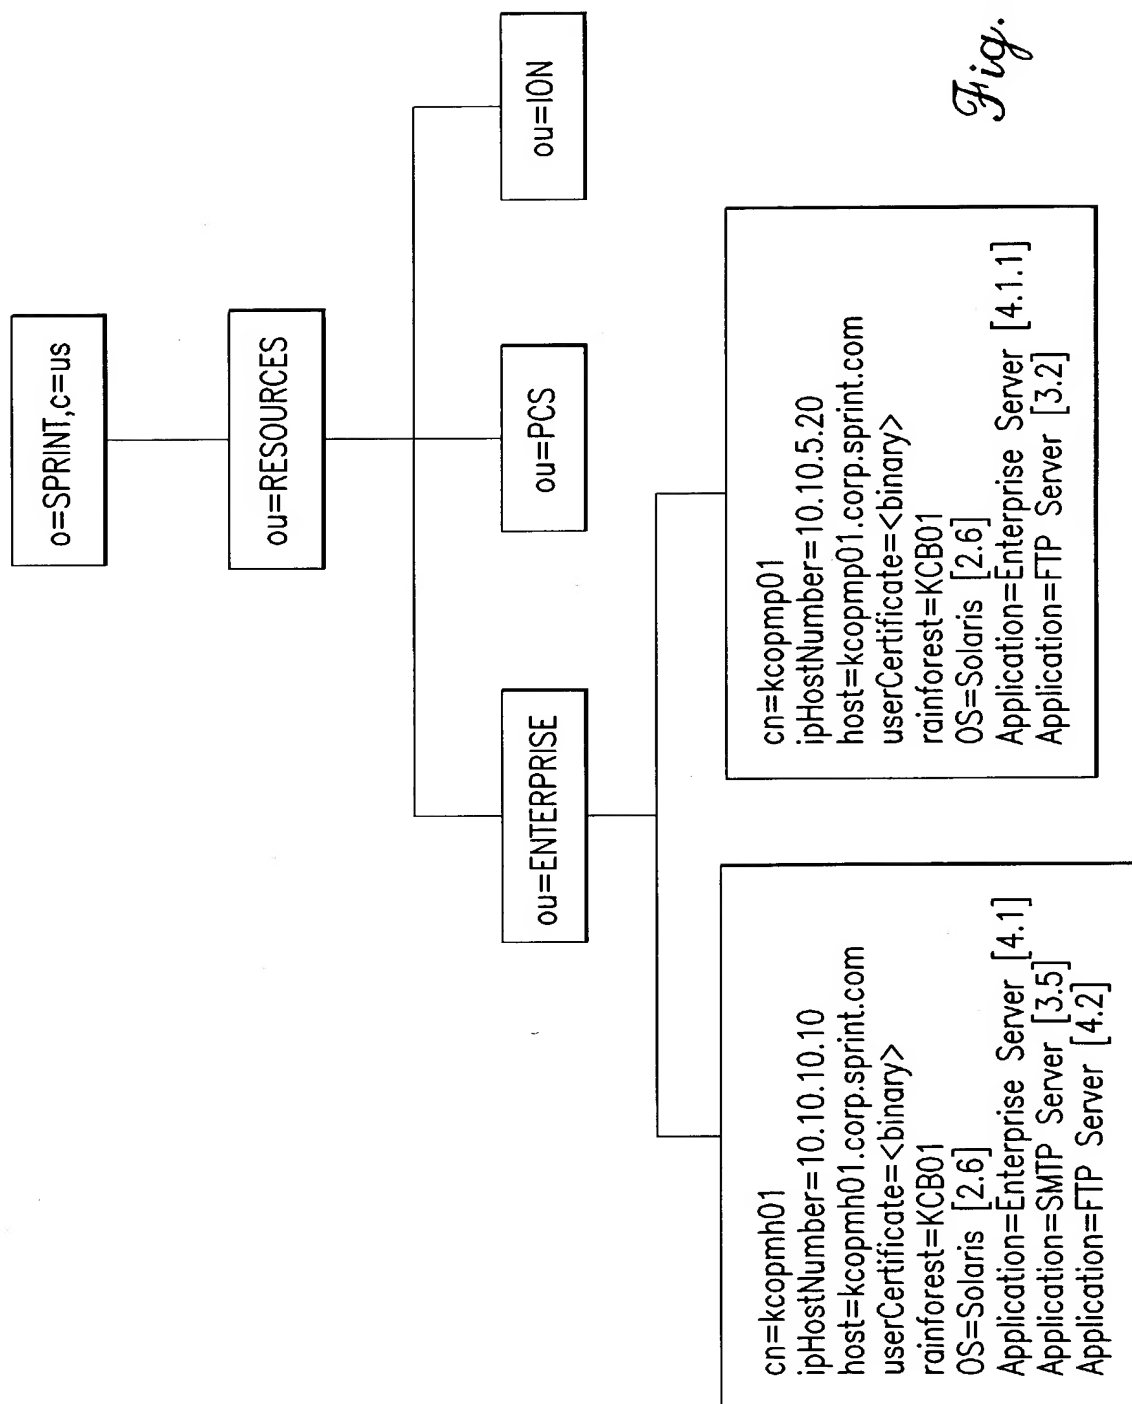 o=SPRINT,c=us
ou=RESOURCES
ou=ENTERPRISE
ou=PCS
ou=ION
cn=kcopmh01
ipHostNumber=10.10.10.10
host=kcopmh01.corp.sprint.com
userCertificate=<binary>
rainforest=KCB01
OS=Solaris [2.6]
Application=Enterprise Server [4.1]
Application=SMTP Server [3.5]
Application=FTP Server [4.2]
cn=kcopmp01
ipHostNumber=10.10.5.20
host=kcopmp01.corp.sprint.com
userCertificate=<binary>
rainforest=KCB01
OS=Solaris [2.6]
Application=Enterprise Server [4.1.1]
Application=FTP Server [3.2]
Fig.